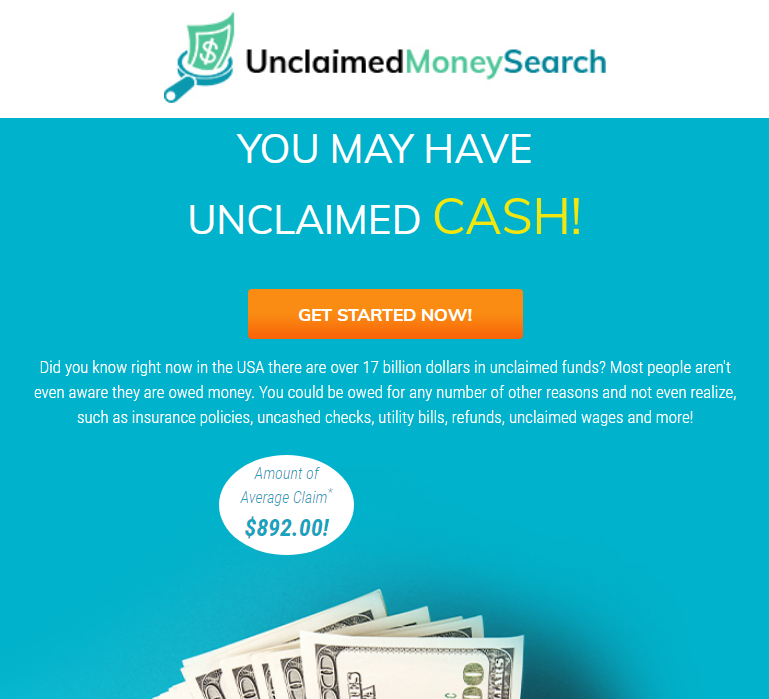 UnclaimedMoneySearch
YOU MAY HAVE
UNCLAIMED CASH!
GET STARTED NOW!
Did you know right now in the USA there are over 17 billion dollars in unclaimed funds? Most people aren't
even aware they are owed money. You could be owed for any number of other reasons and not even realize,
such as insurance policies, uncashed checks, utility bills, refunds, unclaimed wages and more!
Amount of
Average Claim*
$892.00!